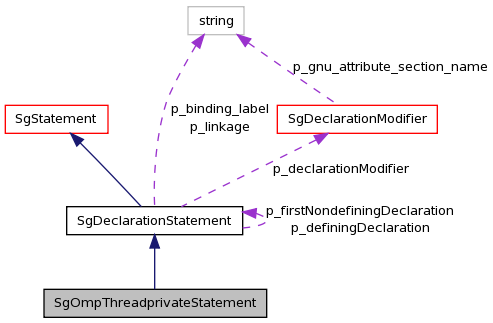 string
p_gnu_attribute_section_name
p_binding_label
p_linkage
SgStatement
SgDeclarationModifier
p_declarationModifier
SgDeclarationStatement
p_firstNondefiningDeclaration
p_definingDeclaration
SgOmpThreadprivateStatement